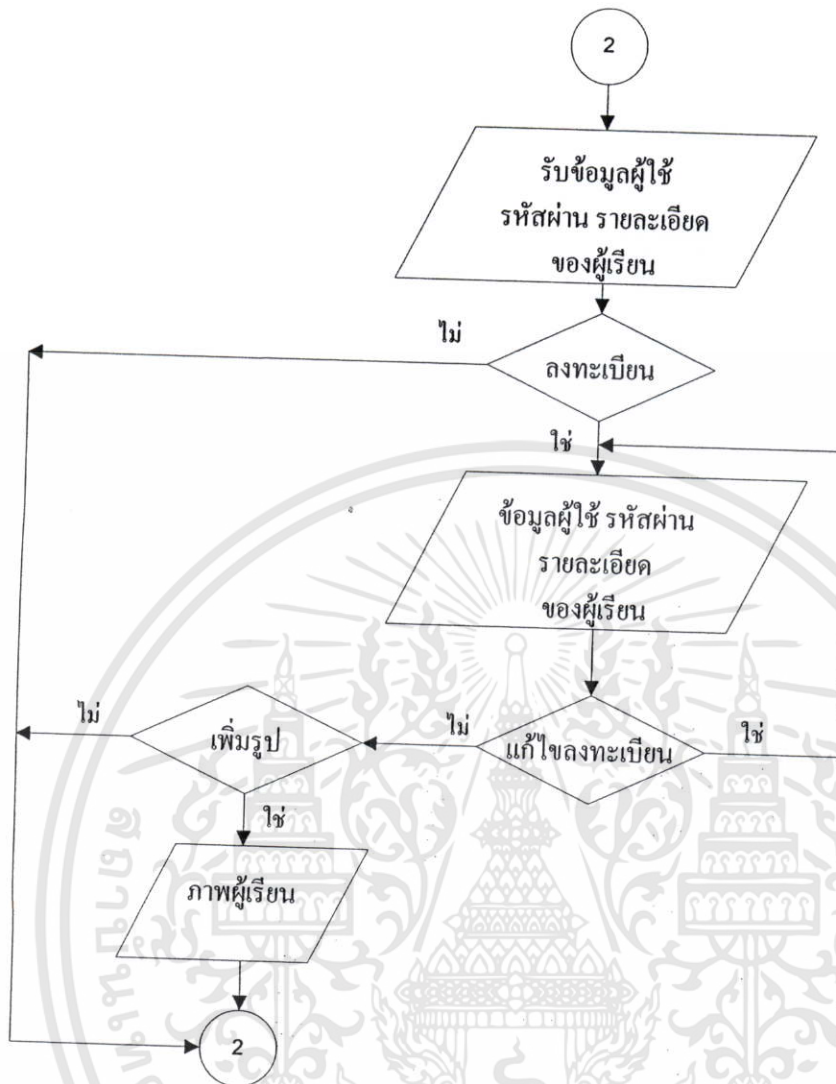 2
รับข้อมูลผู้ใช้
รหัสผ่าน รายละเอียด
ของผู้เรียน
ไม่
ลงทะเบียน
ใช่
ข้อมูลผู้ใช้ รหัสผ่าน
รายละเอียด
ของผู้เรียน
ไม่
เพิ่มรูป
ไม่
แก้ไขลงทะเบียน
ใช่
ใช่
ภาพผู้เรียน
2